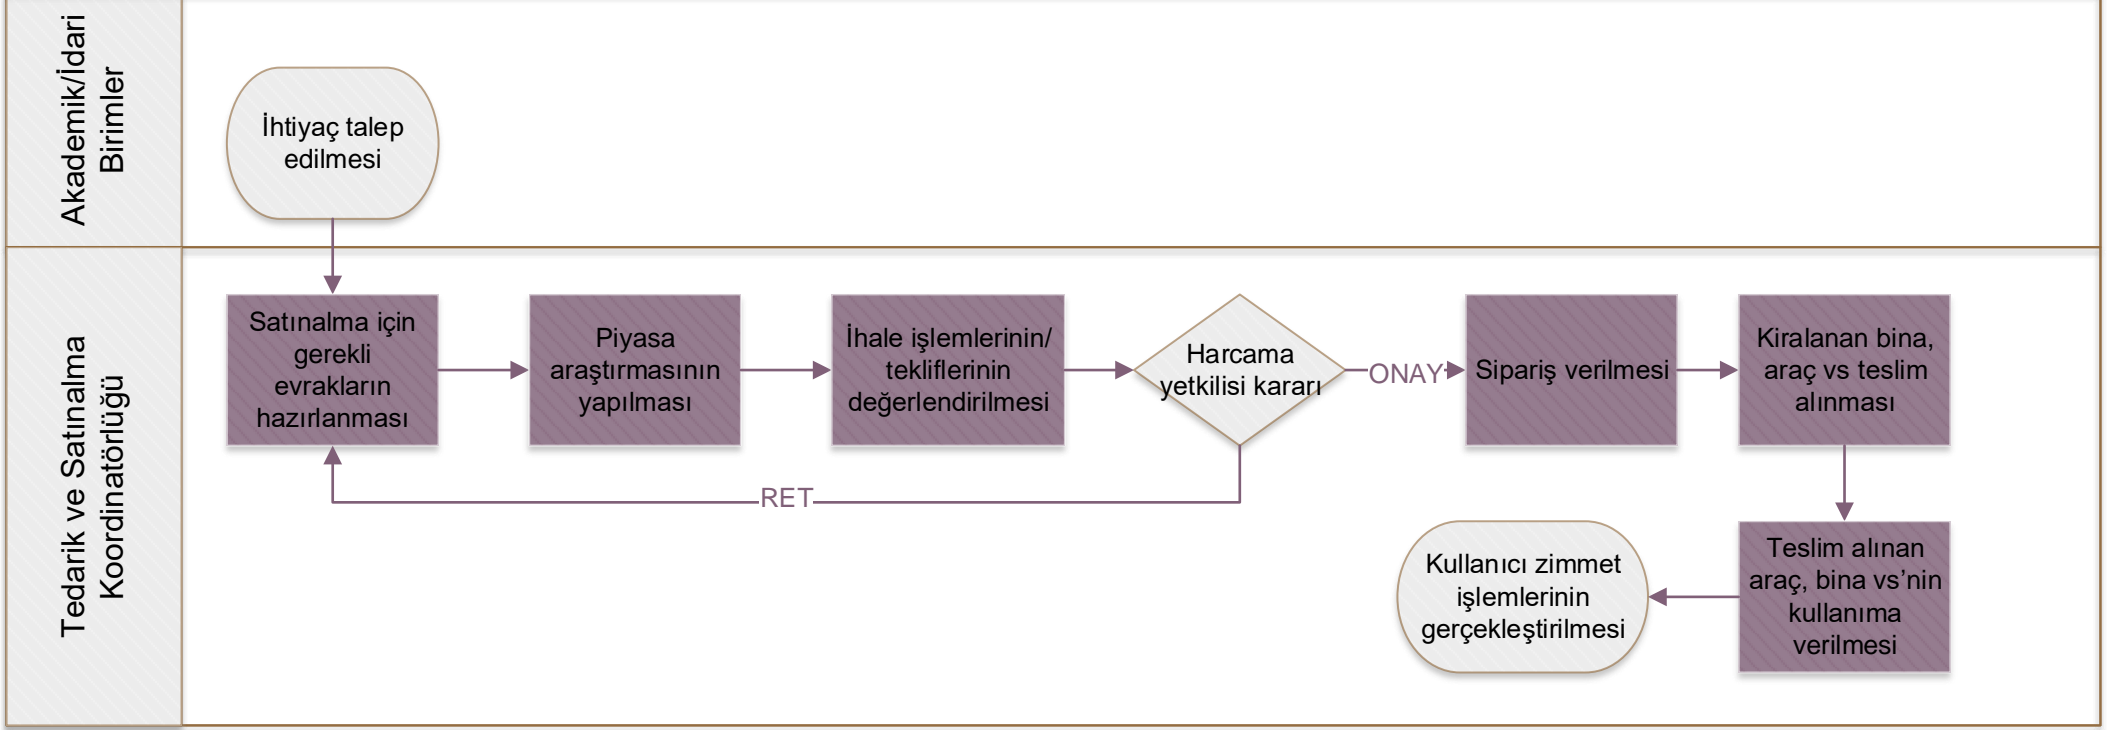 Akademik/İdari
Birimler
İhtiyaç talep
edilmesi
Tedarik ve Satınalma
Koordinatörlüğü
Satınalma için
gerekli
evrakların
hazırlanması
Piyasa
araştırmasının
yapılması
İhale işlemlerinin/
tekliflerinin
değerlendirilmesi
Harcama
yetkilisi kararı
ONAY
Sipariş verilmesi
Kiralanan bina,
araç vs teslim
alınması
RET
Teslim alınan
araç, bina vs’nin
kullanıma
verilmesi
Kullanıcı zimmet
işlemlerinin
gerçekleştirilmesi